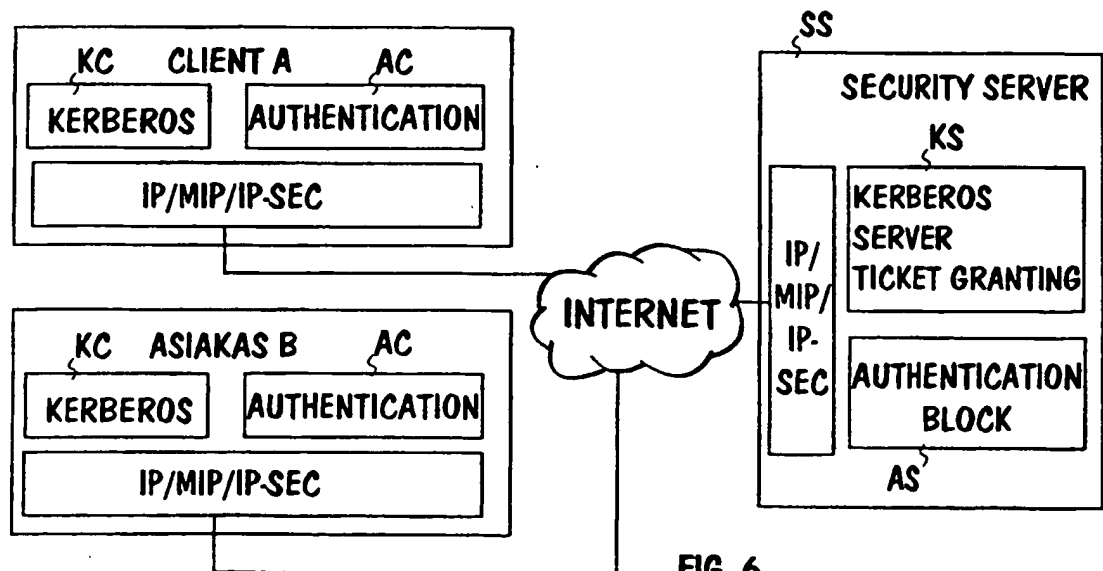 KC CLIENT A AC
KERBEROS
AUTHENTICATION
IP/MIP/IP-SEC
KC ASIAKAS B AC
KERBEROS
AUTHENTICATION
IP/MIP/IP-SEC
INTERNET
SS
SECURITY SERVER
KS
IP/
MIP/
IP-
SEC
KERBEROS
SERVER
TICKET GRANTING
AUTHENTICATION
BLOCK
AS
FIG. 6